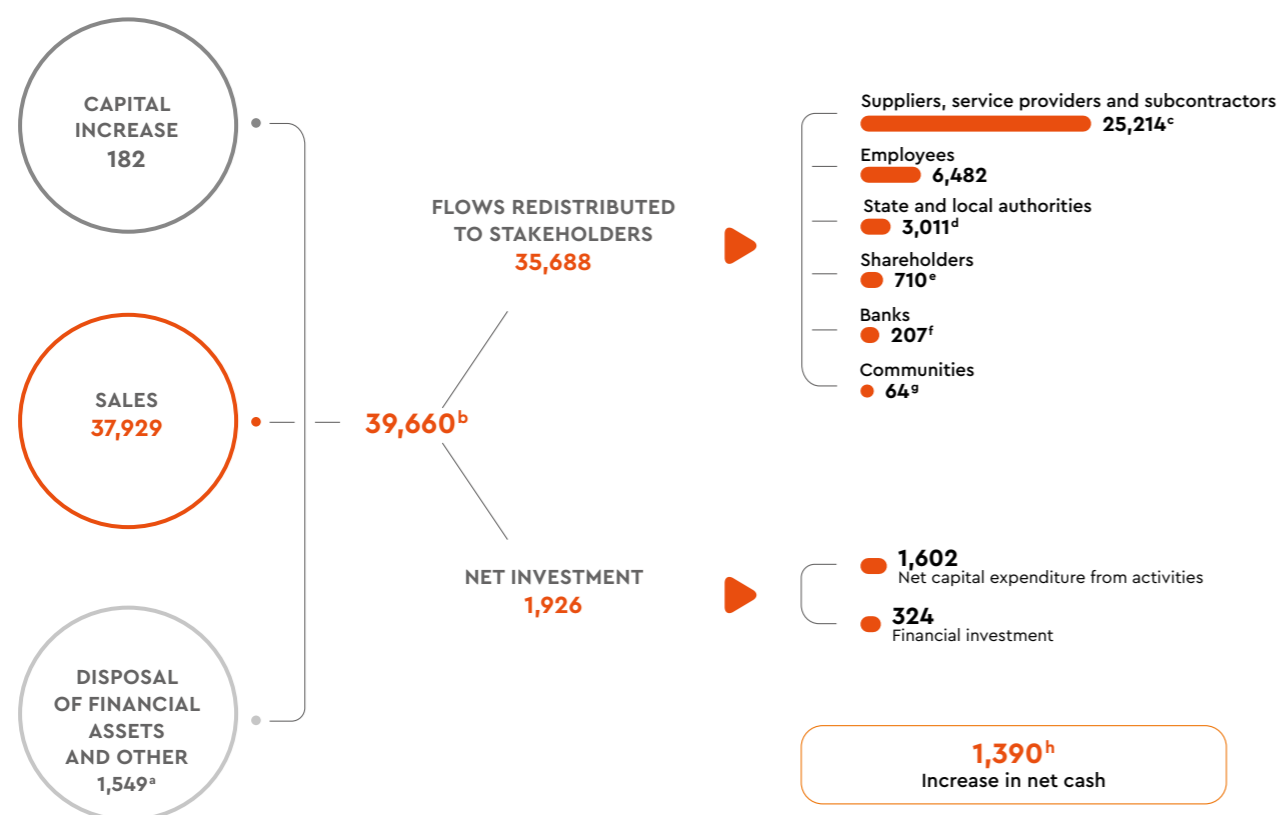 CAPITAL
INCREASE
182
SALES
37,929
DISPOSAL
OF FINANCIAL
ASSETS
AND OTHER
1,549ᵃ
39,660ᵇ
FLOWS REDISTRIBUTED
TO STAKEHOLDERS
35,688
Suppliers, service providers and subcontractors
25,214ᶜ
Employees
6,482
State and local authorities
3,011ᵈ
Shareholders
710ᵉ
Banks
207ᶠ
Communities
64ᵍ
NET INVESTMENT
1,926
1,602
Net capital expenditure from activities
324
Financial investment
1,390ʰ
Increase in net cash